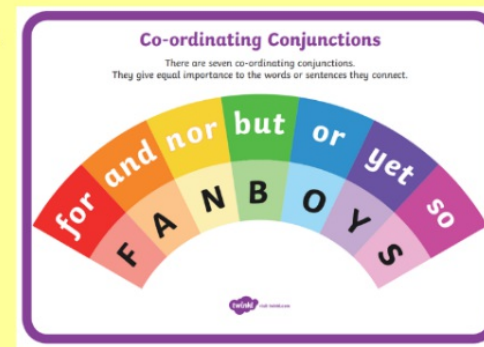 Co-ordinating Conjunctions
There are seven co-ordinating conjunctions.
They give equal importance to the words or sentences they connect.
for and nor but or yet so
F A N B O Y S
twinkl